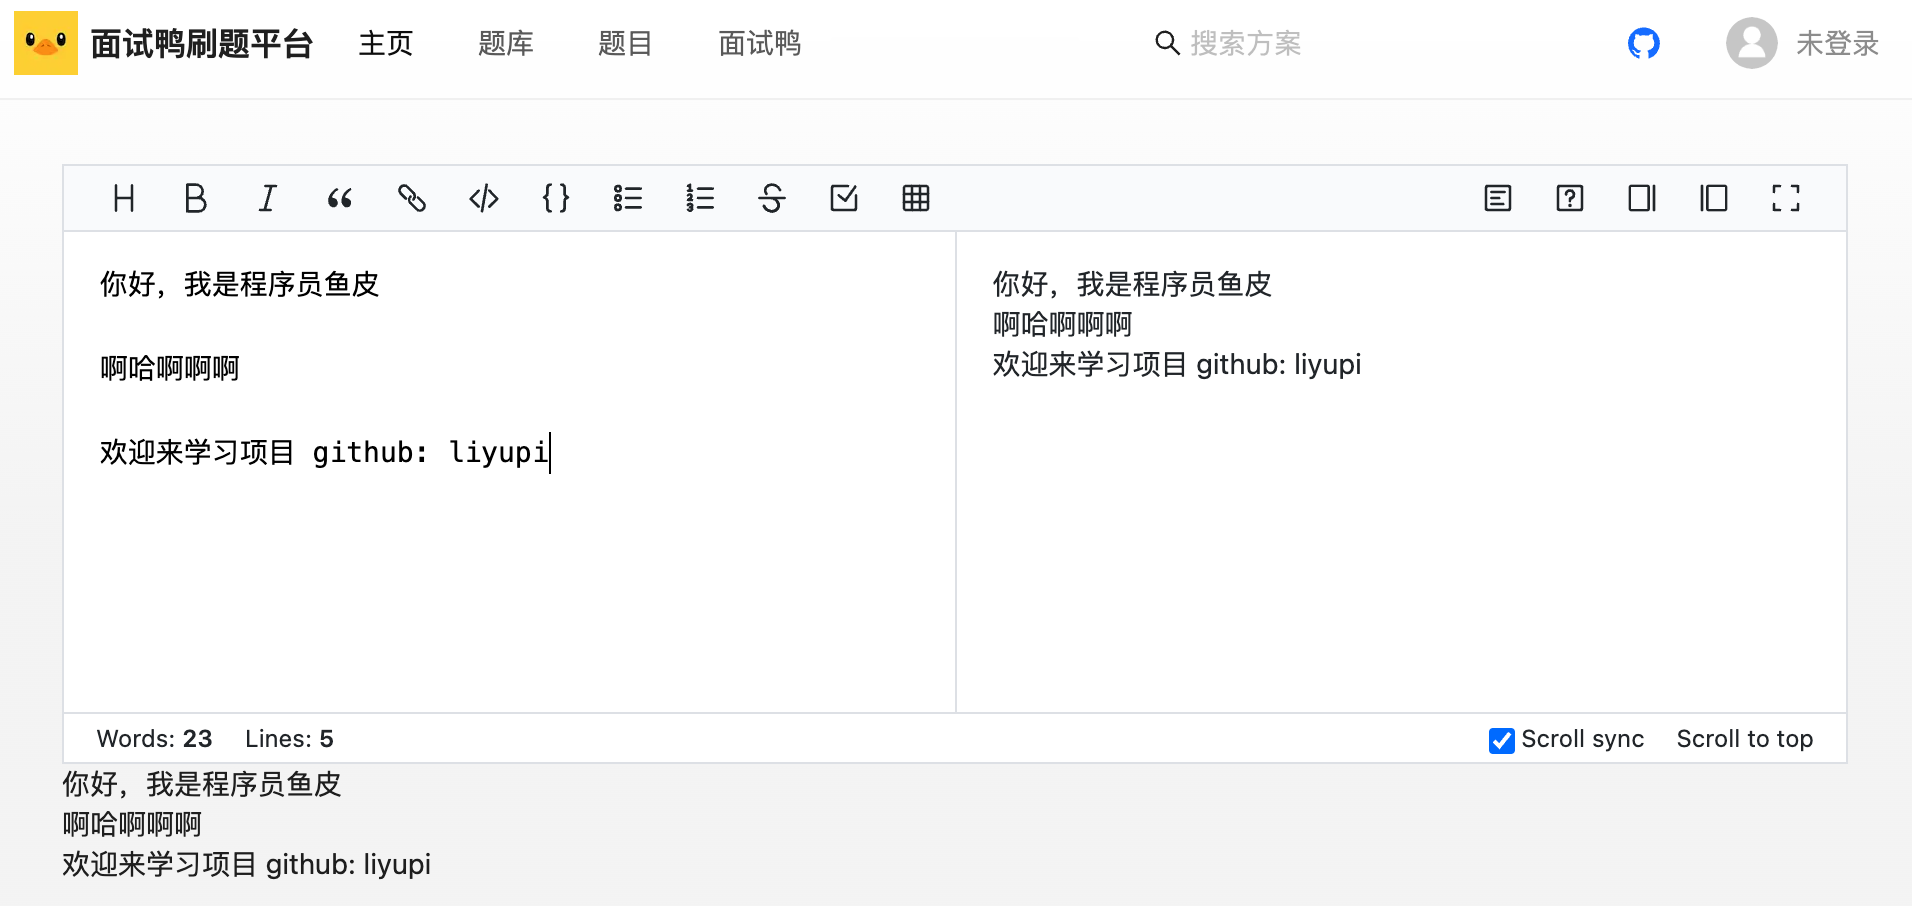 面试鸭刷题平台 主页 题库 题目 面试鸭 搜索方案 未登录
你好，我是程序员鱼皮
啊哈啊啊啊
欢迎来学习项目 github: liyupi
你好，我是程序员鱼皮
啊哈啊啊啊
欢迎来学习项目 github: liyupi
Words: 23 Lines: 5 Scroll sync Scroll to top
你好，我是程序员鱼皮
啊哈啊啊啊
欢迎来学习项目 github: liyupi